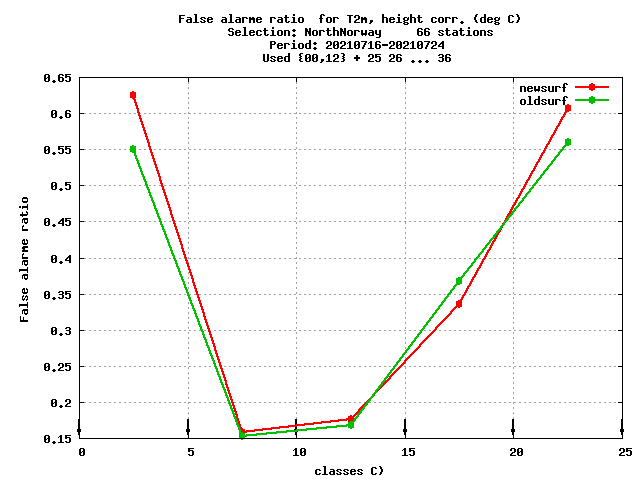 False alarme ratio  for T2m, height corr. (deg C)
Selection: NorthNorway     66 stations
Period: 20210716-20210724
Used {00,12} + 25 26 ... 36
newsurf
oldsurf
0.65
0.6
0.55
0.5
0.45
0.4
0.35
0.3
0.25
0.2
0.15
False alarme ratio
0 5 10 15 20 25
classes C)